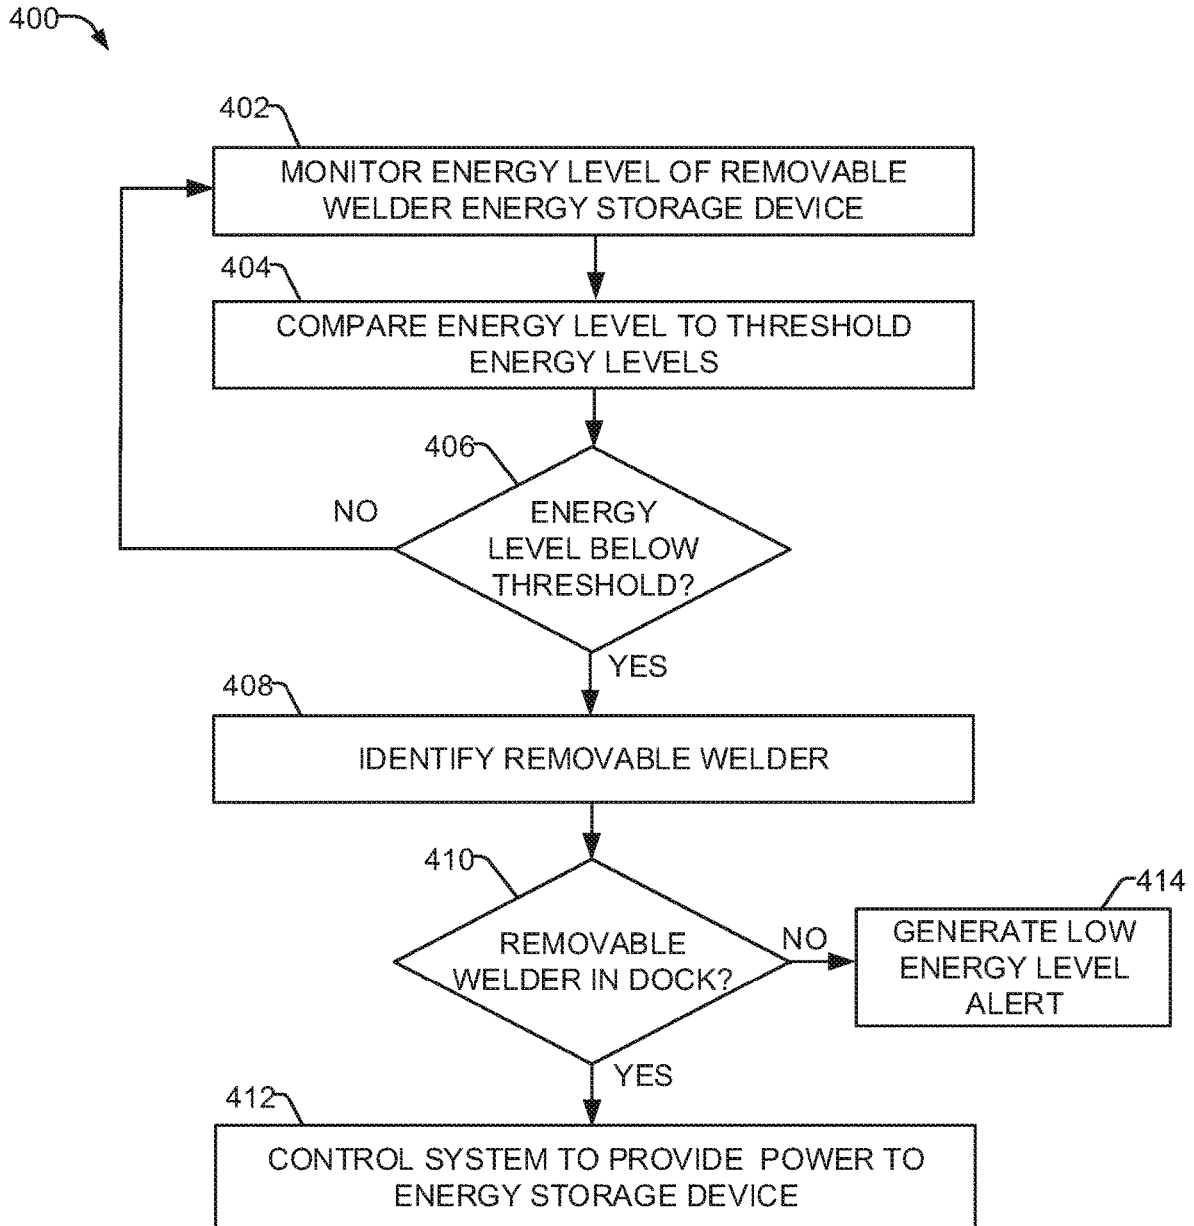 400
402
MONITOR ENERGY LEVEL OF REMOVABLE
WELDER ENERGY STORAGE DEVICE
404
COMPARE ENERGY LEVEL TO THRESHOLD
ENERGY LEVELS
406
NO
ENERGY
LEVEL BELOW
THRESHOLD?
YES
408
IDENTIFY REMOVABLE WELDER
410
REMOVABLE
WELDER IN DOCK?
NO
414
GENERATE LOW
ENERGY LEVEL
ALERT
YES
412
CONTROL SYSTEM TO PROVIDE POWER TO
ENERGY STORAGE DEVICE